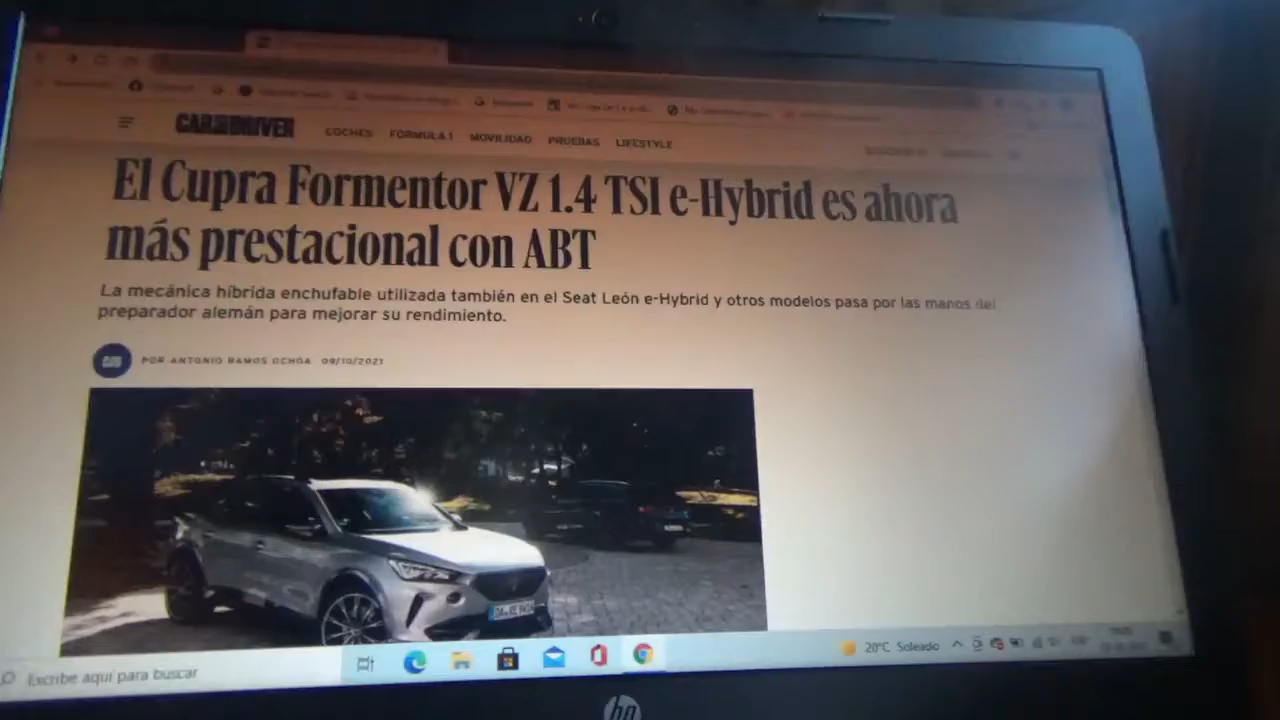 CAR AND DRIVER
COCHES FORMULA 1 MOVILIDAD PRUEBAS LIFESTYLE
El Cupra Formentor VZ 1.4 TSI e-Hybrid es ahora
más prestacional con ABT
La mecánica híbrida enchufable utilizada también en el Seat León e-Hybrid y otros modelos pasa por las manos del
preparador alemán para mejorar su rendimiento.
POR ANTONIO RAMOS OCHOA 09/10/2021
Escribe aquí para buscar
20°C Soleado
hp